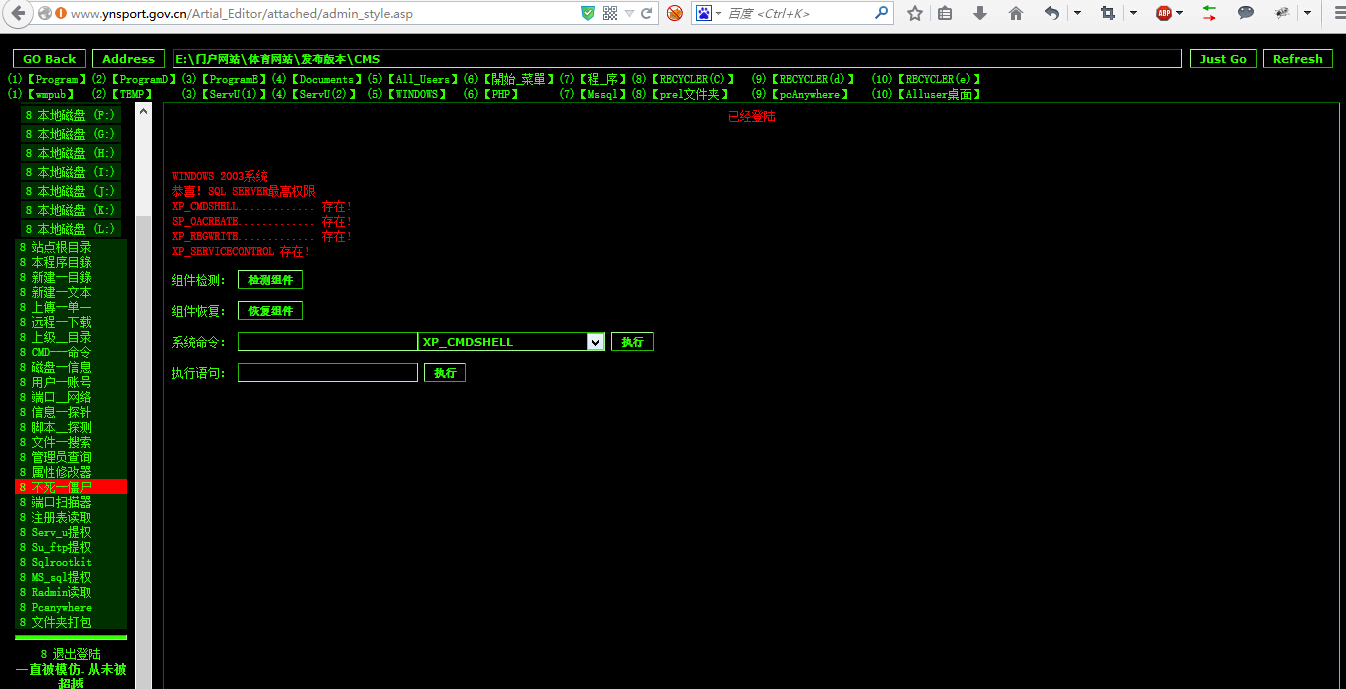 www.ynsport.gov.cn/Artial_Editor/attached/admin_style.asp
百度 <Ctrl+K>
ABP
GO Back Address E:\门户网站\体育网站\发布版本\CMS Just Go Refresh
(1)【Program】(2)【ProgramD】(3)【ProgramE】(4)【Documents】(5)【All_Users】(6)【開始_菜單】(7)【程_序】(8)【RECYCLER(C)】 (9)【RECYCLER(d)】 (10)【RECYCLER(e)】
(1)【wmpub】 (2)【TEMP】 (3)【ServU(1)】(4)【ServU(2)】 (5)【WINDOWS】 (6)【PHP】 (7)【Mssql】(8)【prel文件夹】 (9)【pcAnywhere】 (10)【Alluser桌面】
8 本地磁盘 (F:)
8 本地磁盘 (G:)
8 本地磁盘 (H:)
8 本地磁盘 (I:)
8 本地磁盘 (J:)
8 本地磁盘 (K:)
8 本地磁盘 (L:)
8 站点根目录
8 本程序目錄
8 新建一目錄
8 新建一文本
8 上傳一单一
8 远程一下载
8 上级__目录
8 CMD---命令
8 磁盘一信息
8 用户一账号
8 端口__网络
8 信息一探针
8 脚本__探测
8 文件一搜索
8 管理员查询
8 属性修改器
8 不死一僵尸
8 端口扫描器
8 注册表读取
8 Serv_u提权
8 Su_ftp提权
8 Sqlrootkit
8 MS_sql提权
8 Radmin读取
8 Pcanywhere
8 文件夹打包
8 退出登陆
一直被模仿.从未被
超越
已经登陆
WINDOWS 2003系统
恭喜! SQL SERVER最高权限
XP_CMDSHELL............. 存在!
SP_OACREATE............. 存在!
XP_REGWRITE............. 存在!
XP_SERVICECONTROL 存在!
组件检测: 检测组件
组件恢复: 恢复组件
系统命令: XP_CMDSHELL 执行
执行语句: 执行